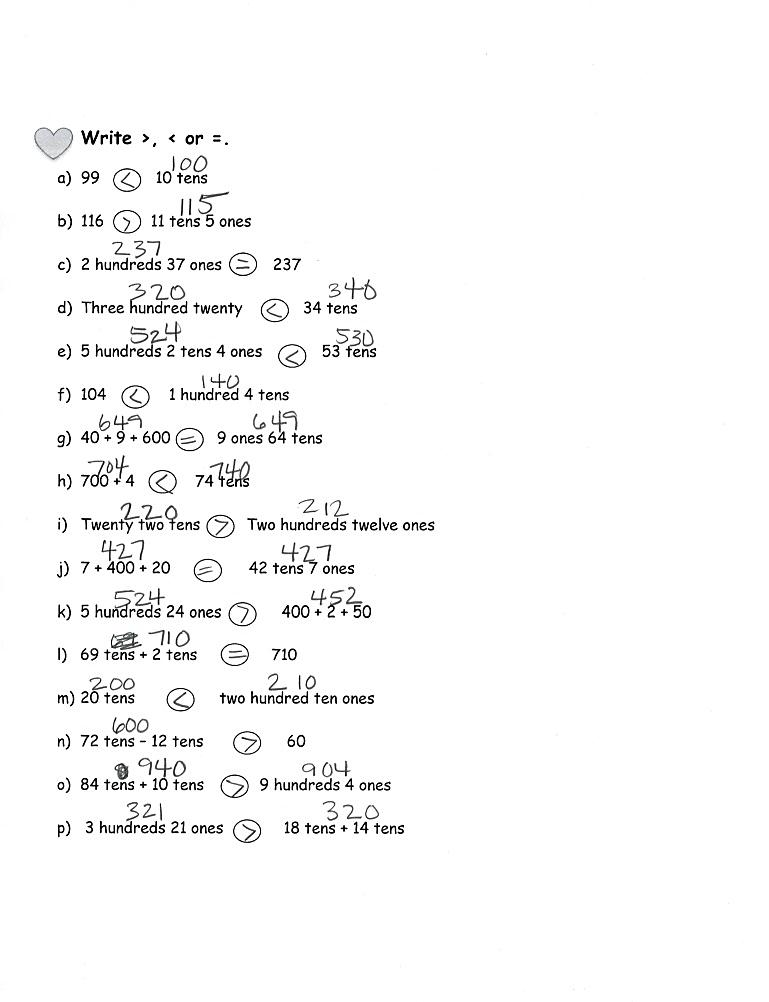 Write >, < or =.
100
a) 99 < 10 tens
115
b) 116 > 11 tens 5 ones
237
c) 2 hundreds 37 ones = 237
320 340
d) Three hundred twenty < 34 tens
524 530
e) 5 hundreds 2 tens 4 ones < 53 tens
140
f) 104 < 1 hundred 4 tens
649 649
g) 40 + 9 + 600 = 9 ones 64 tens
704 740
h) 700 + 4 < 74 tens
220 212
i) Twenty two tens > Two hundreds twelve ones
427 427
j) 7 + 400 + 20 = 42 tens 7 ones
524 452
k) 5 hundreds 24 ones > 400 + 2 + 50
710
l) 69 tens + 2 tens = 710
200 210
m) 20 tens < two hundred ten ones
600
n) 72 tens - 12 tens > 60
940 904
o) 84 tens + 10 tens > 9 hundreds 4 ones
321 320
p) 3 hundreds 21 ones > 18 tens + 14 tens